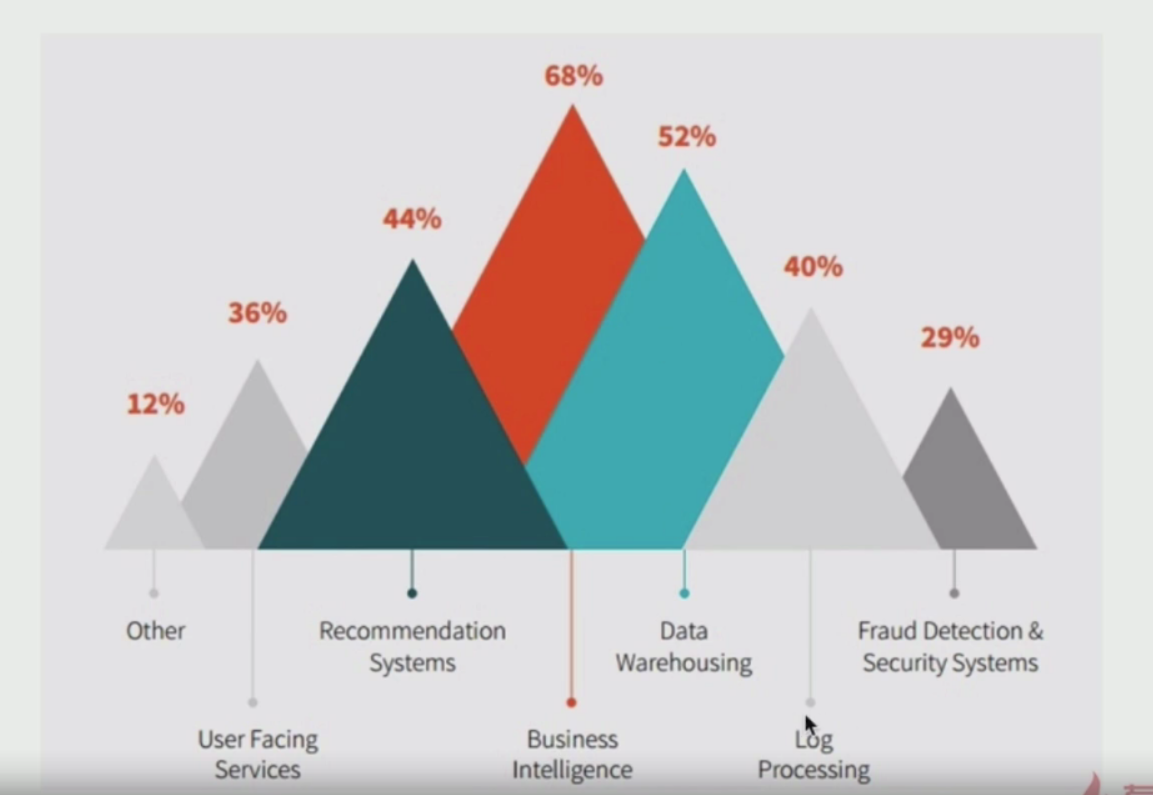 68%
52%
44%
40%
36%
29%
12%
Other
Recommendation
Systems
Data
Warehousing
Fraud Detection &
Security Systems
User Facing
Services
Business
Intelligence
Log
Processing